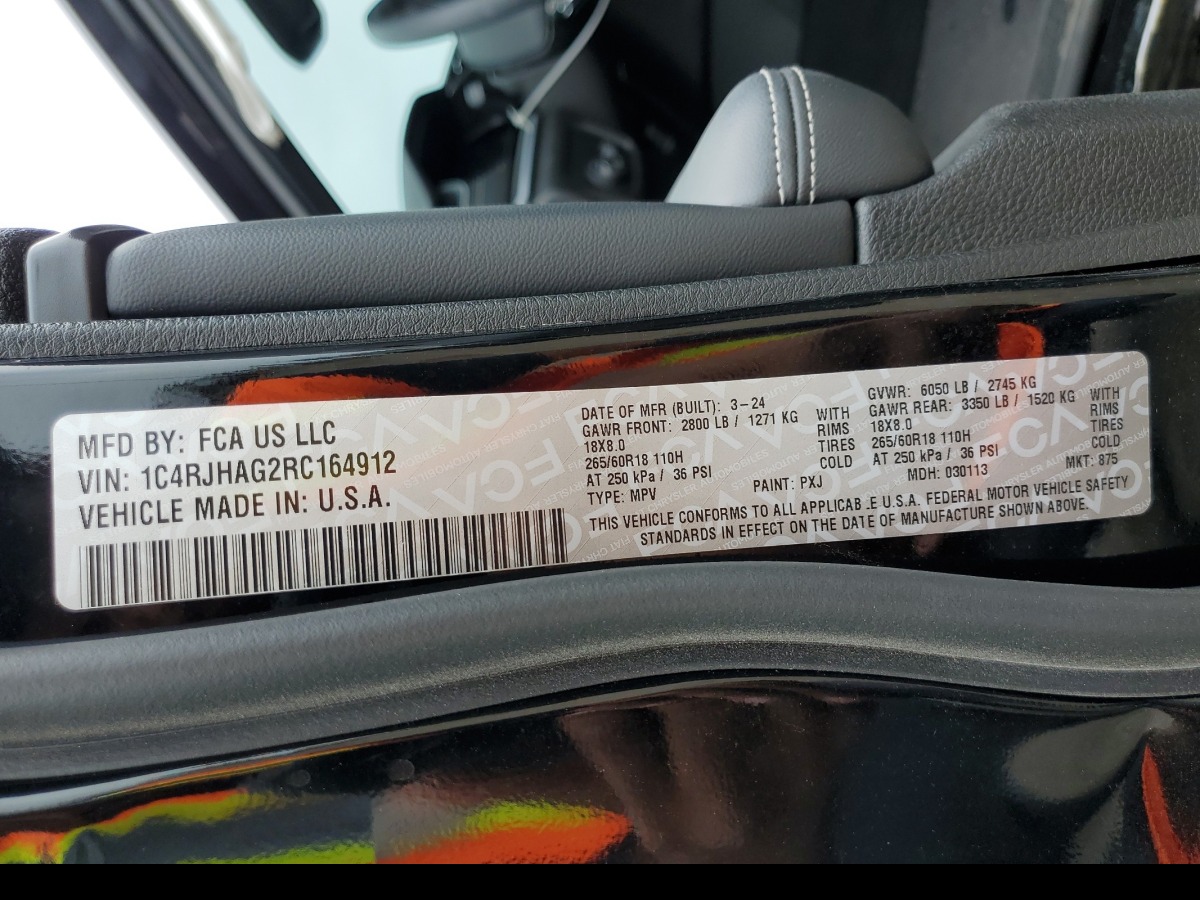 MFD BY: FCA US LLC
VIN: 1C4RJHAG2RC164912
VEHICLE MADE IN: U.S.A.
DATE OF MFR (BUILT): 3-24
GVWR: 6050 LB / 2745 KG
GAWR FRONT: 2800 LB / 1271 KG WITH
GAWR REAR: 3350 LB / 1520 KG WITH
18X8.0 RIMS
18X8.0 RIMS
265/60R18 110H TIRES
265/60R18 110H TIRES
AT 250 kPa / 36 PSI COLD
AT 250 kPa / 36 PSI COLD
TYPE: MPV PAINT: PXJ MDH: 030113 MKT: 875
THIS VEHICLE CONFORMS TO ALL APPLICAB .E U.S.A. FEDERAL MOTOR VEHICLE SAFETY
STANDARDS IN EFFECT ON THE DATE OF MANUFACTURE SHOWN ABOVE.